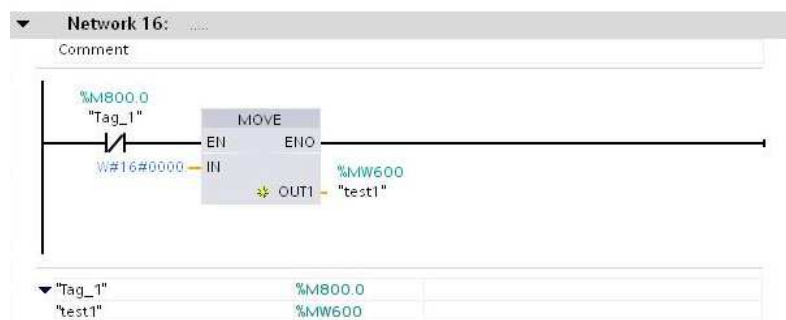 Network 16: .....
Comment
%M800.0
"Tag_1"
MOVE
EN ENO
W#16#0000 IN
%MW600
OUT1 "test1"
"Tag_1" %M800.0
"test1" %MW600